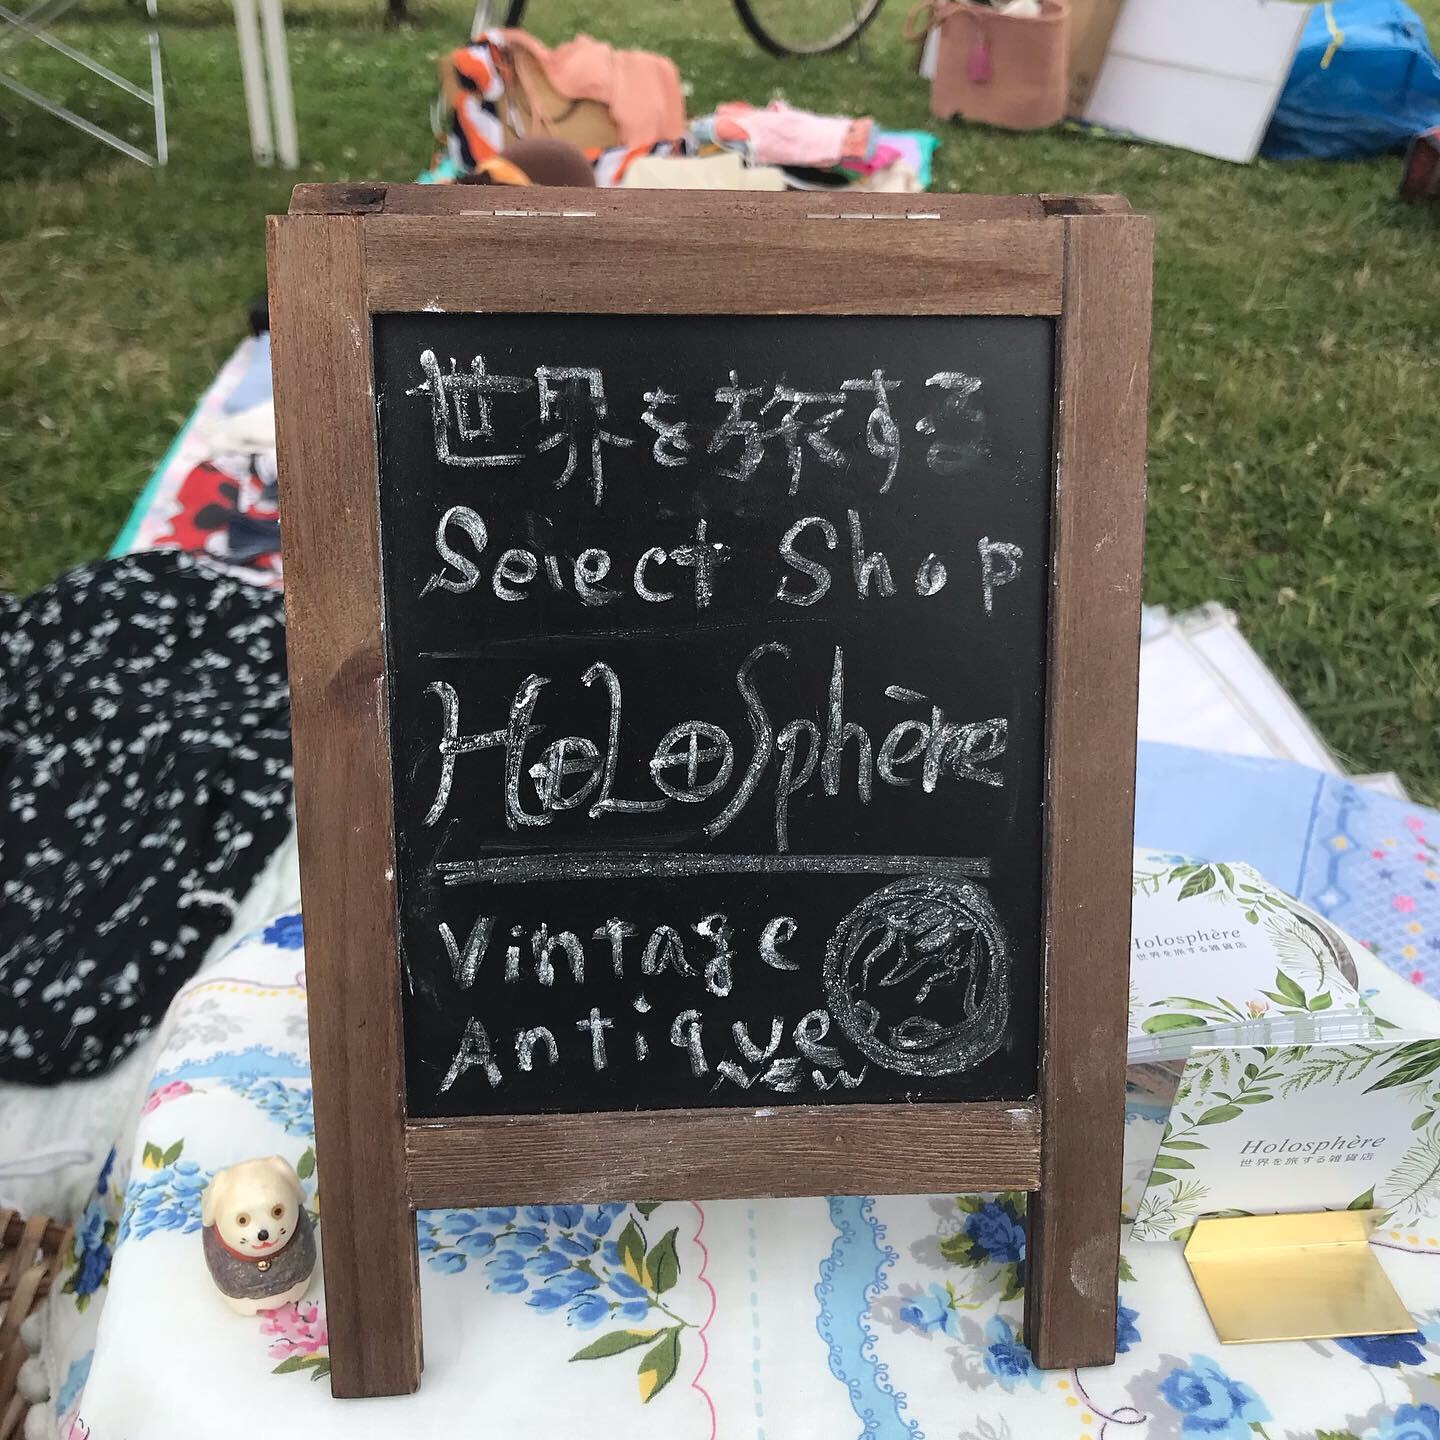 世界を旅する
Select Shop
HoLoSphère
Vintage
Antique
NEW
Holosphère
世界を旅する雑貨店
Holosphère
世界を旅する雑貨店